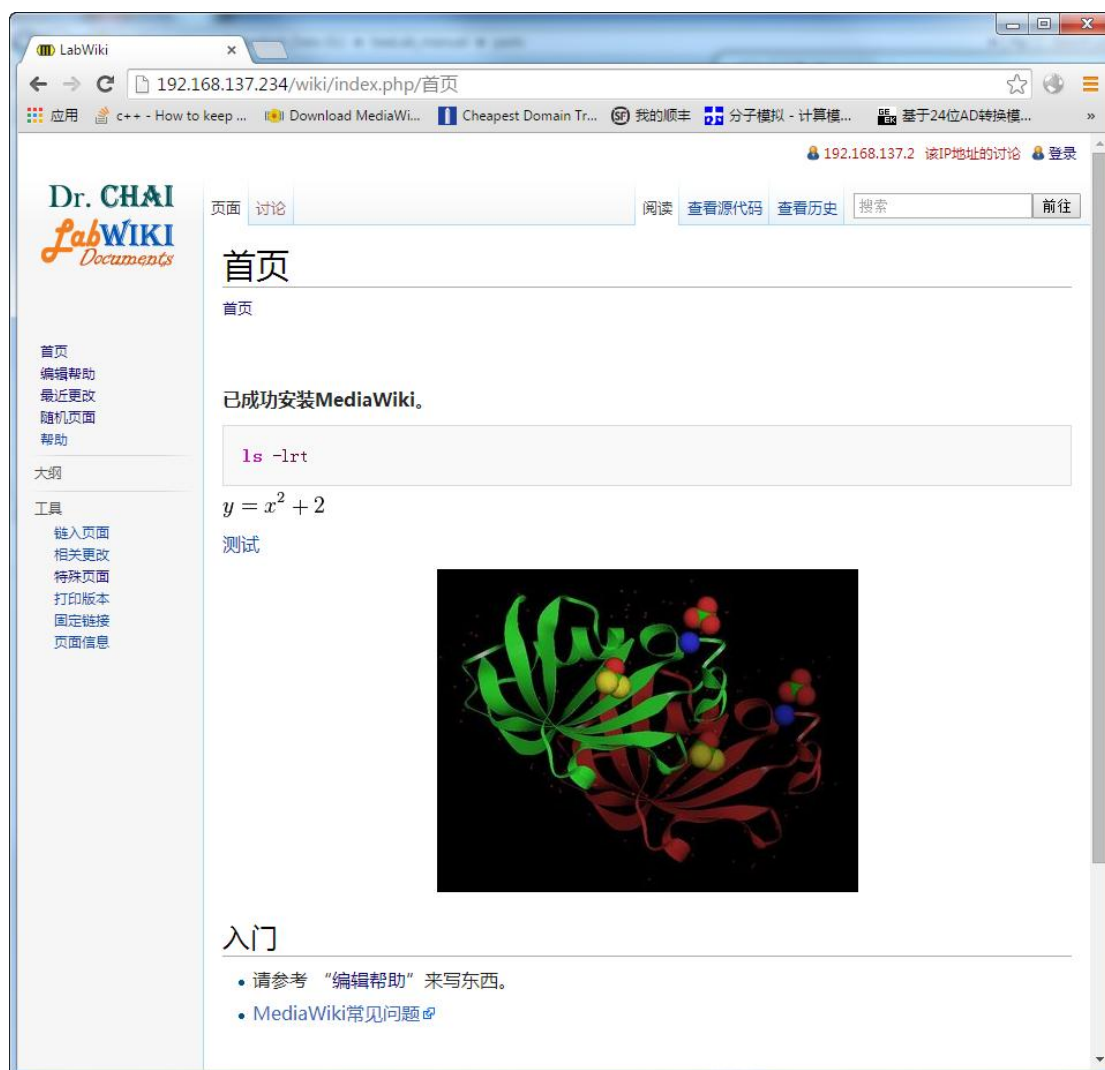 LabWiki
192.168.137.234/wiki/index.php/首页
应用 c++ - How to keep ... Download MediaWi... Cheapest Domain Tr... 我的顺丰 分子模拟 - 计算模... 基于24位AD转换模... »
192.168.137.2 该IP地址的讨论 登录
Dr. CHAI
LabWIKI
Documents
页面 讨论 阅读 查看源代码 查看历史 搜索 前往
首页
首页
首页
编辑帮助
最近更改
随机页面
帮助
大纲
工具
链入页面
相关更改
特殊页面
打印版本
固定链接
页面信息
已成功安装MediaWiki。
ls -lrt
y = x² + 2
测试
入门
请参考 “编辑帮助” 来写东西。
MediaWiki常见问题